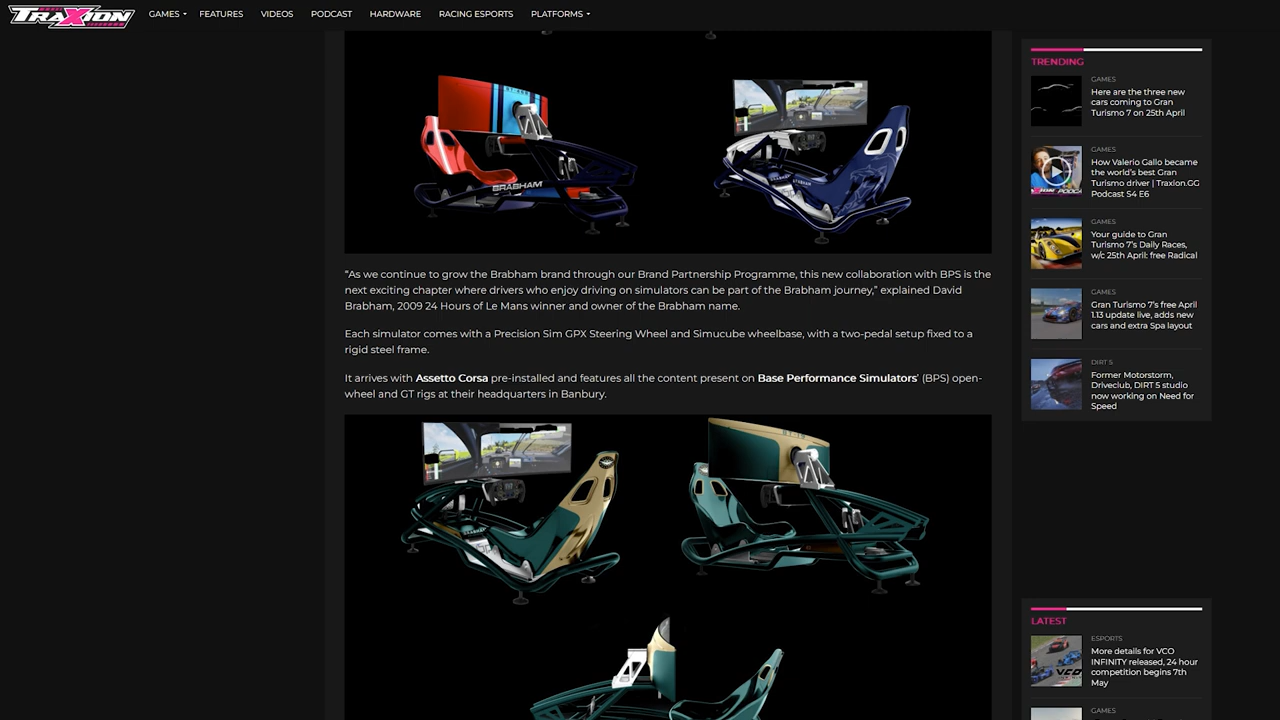 TRAXION
GAMES
FEATURES
VIDEOS
PODCAST
HARDWARE
RACING ESPORTS
PLATFORMS
BRABHAM
“As we continue to grow the Brabham brand through our Brand Partnership Programme, this new collaboration with BPS is the
next exciting chapter where drivers who enjoy driving on simulators can be part of the Brabham journey,” explained David
Brabham, 2009 24 Hours of Le Mans winner and owner of the Brabham name.
Each simulator comes with a Precision Sim GPX Steering Wheel and Simucube wheelbase, with a two-pedal setup fixed to a
rigid steel frame.
It arrives with Assetto Corsa pre-installed and features all the content present on Base Performance Simulators’ (BPS) open-
wheel and GT rigs at their headquarters in Banbury.
TRENDING
GAMES
Here are the three new
cars coming to Gran
Turismo 7 on 25th April
GAMES
How Valerio Gallo became
the world’s best Gran
Turismo driver | Traxion.GG
Podcast S4 E6
GAMES
Your guide to Gran
Turismo 7’s Daily Races,
w/c 25th April: free Radical
GAMES
Gran Turismo 7’s free April
1.13 update live, adds new
cars and extra Spa layout
DIRT 5
Former Motorstorm,
Driveclub, DIRT 5 studio
now working on Need for
Speed
LATEST
ESPORTS
More details for VCO
INFINITY released, 24 hour
competition begins 7th
May
VCO
GAMES